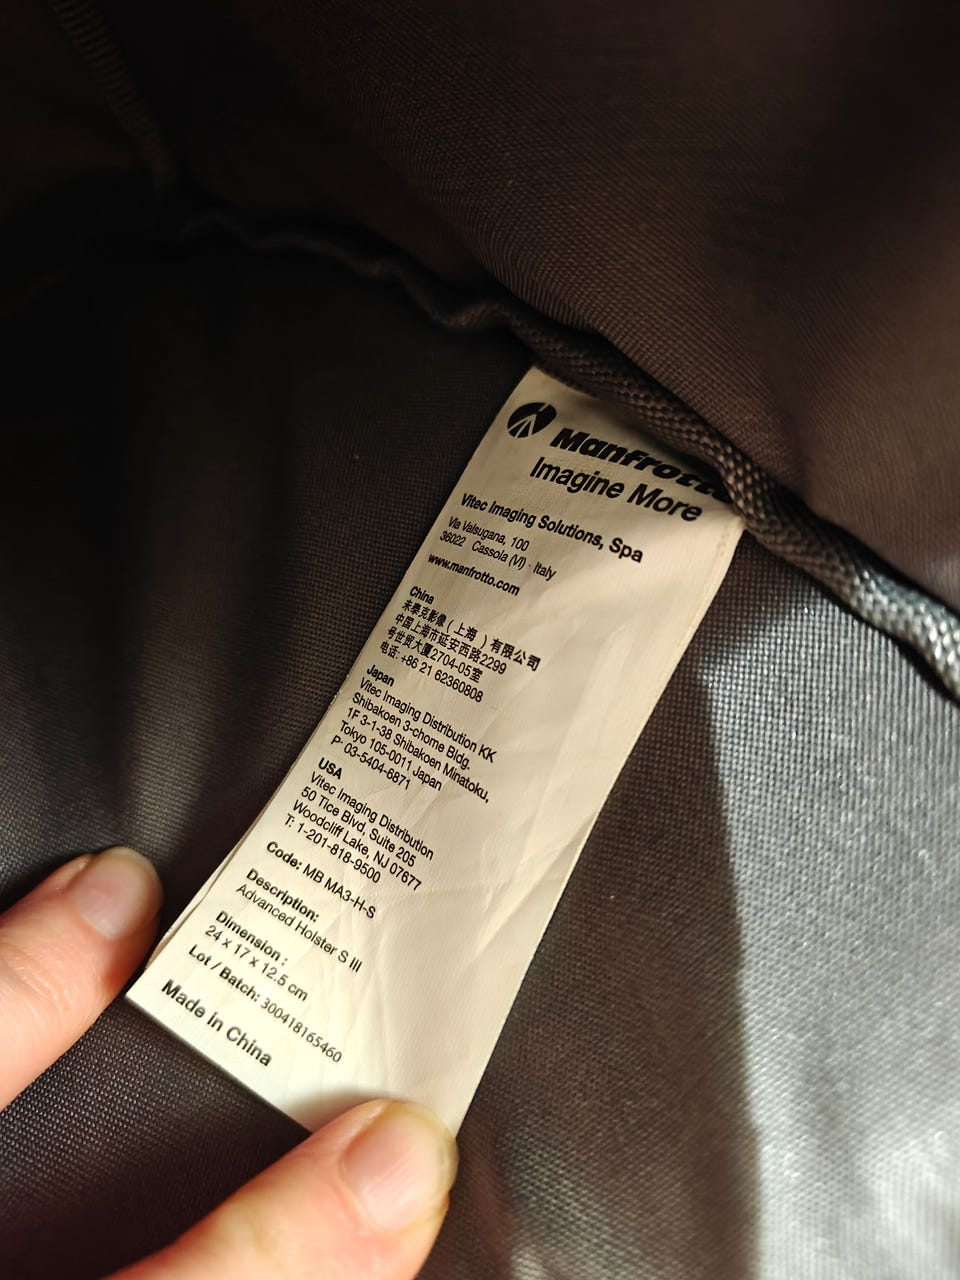 Manfrotto
Imagine More
Vitec Imaging Solutions, Spa
Via Valsugana, 100
36022 Cassola (VI) - Italy
www.manfrotto.com
China
未泰克影像（上海）有限公司
中国上海市延安西路2299
号世贸大厦2704-05室
电话: +86 21 62360808
Japan
Vitec Imaging Distribution KK
Shibakoen 3-chome Bldg.
1F 3-1-38 Shibakoen Minatoku,
Tokyo 105-0011 Japan
P: 03-5404-6871
USA
Vitec Imaging Distribution
50 Tice Blvd, Suite 205
Woodcliff Lake, NJ 07677
T: 1-201-818-9500
Code: MB MA3-H-S
Description:
Advanced Holster S III
Dimension :
24 x 17 x 12.5 cm
Lot / Batch: 300418165460
Made in China